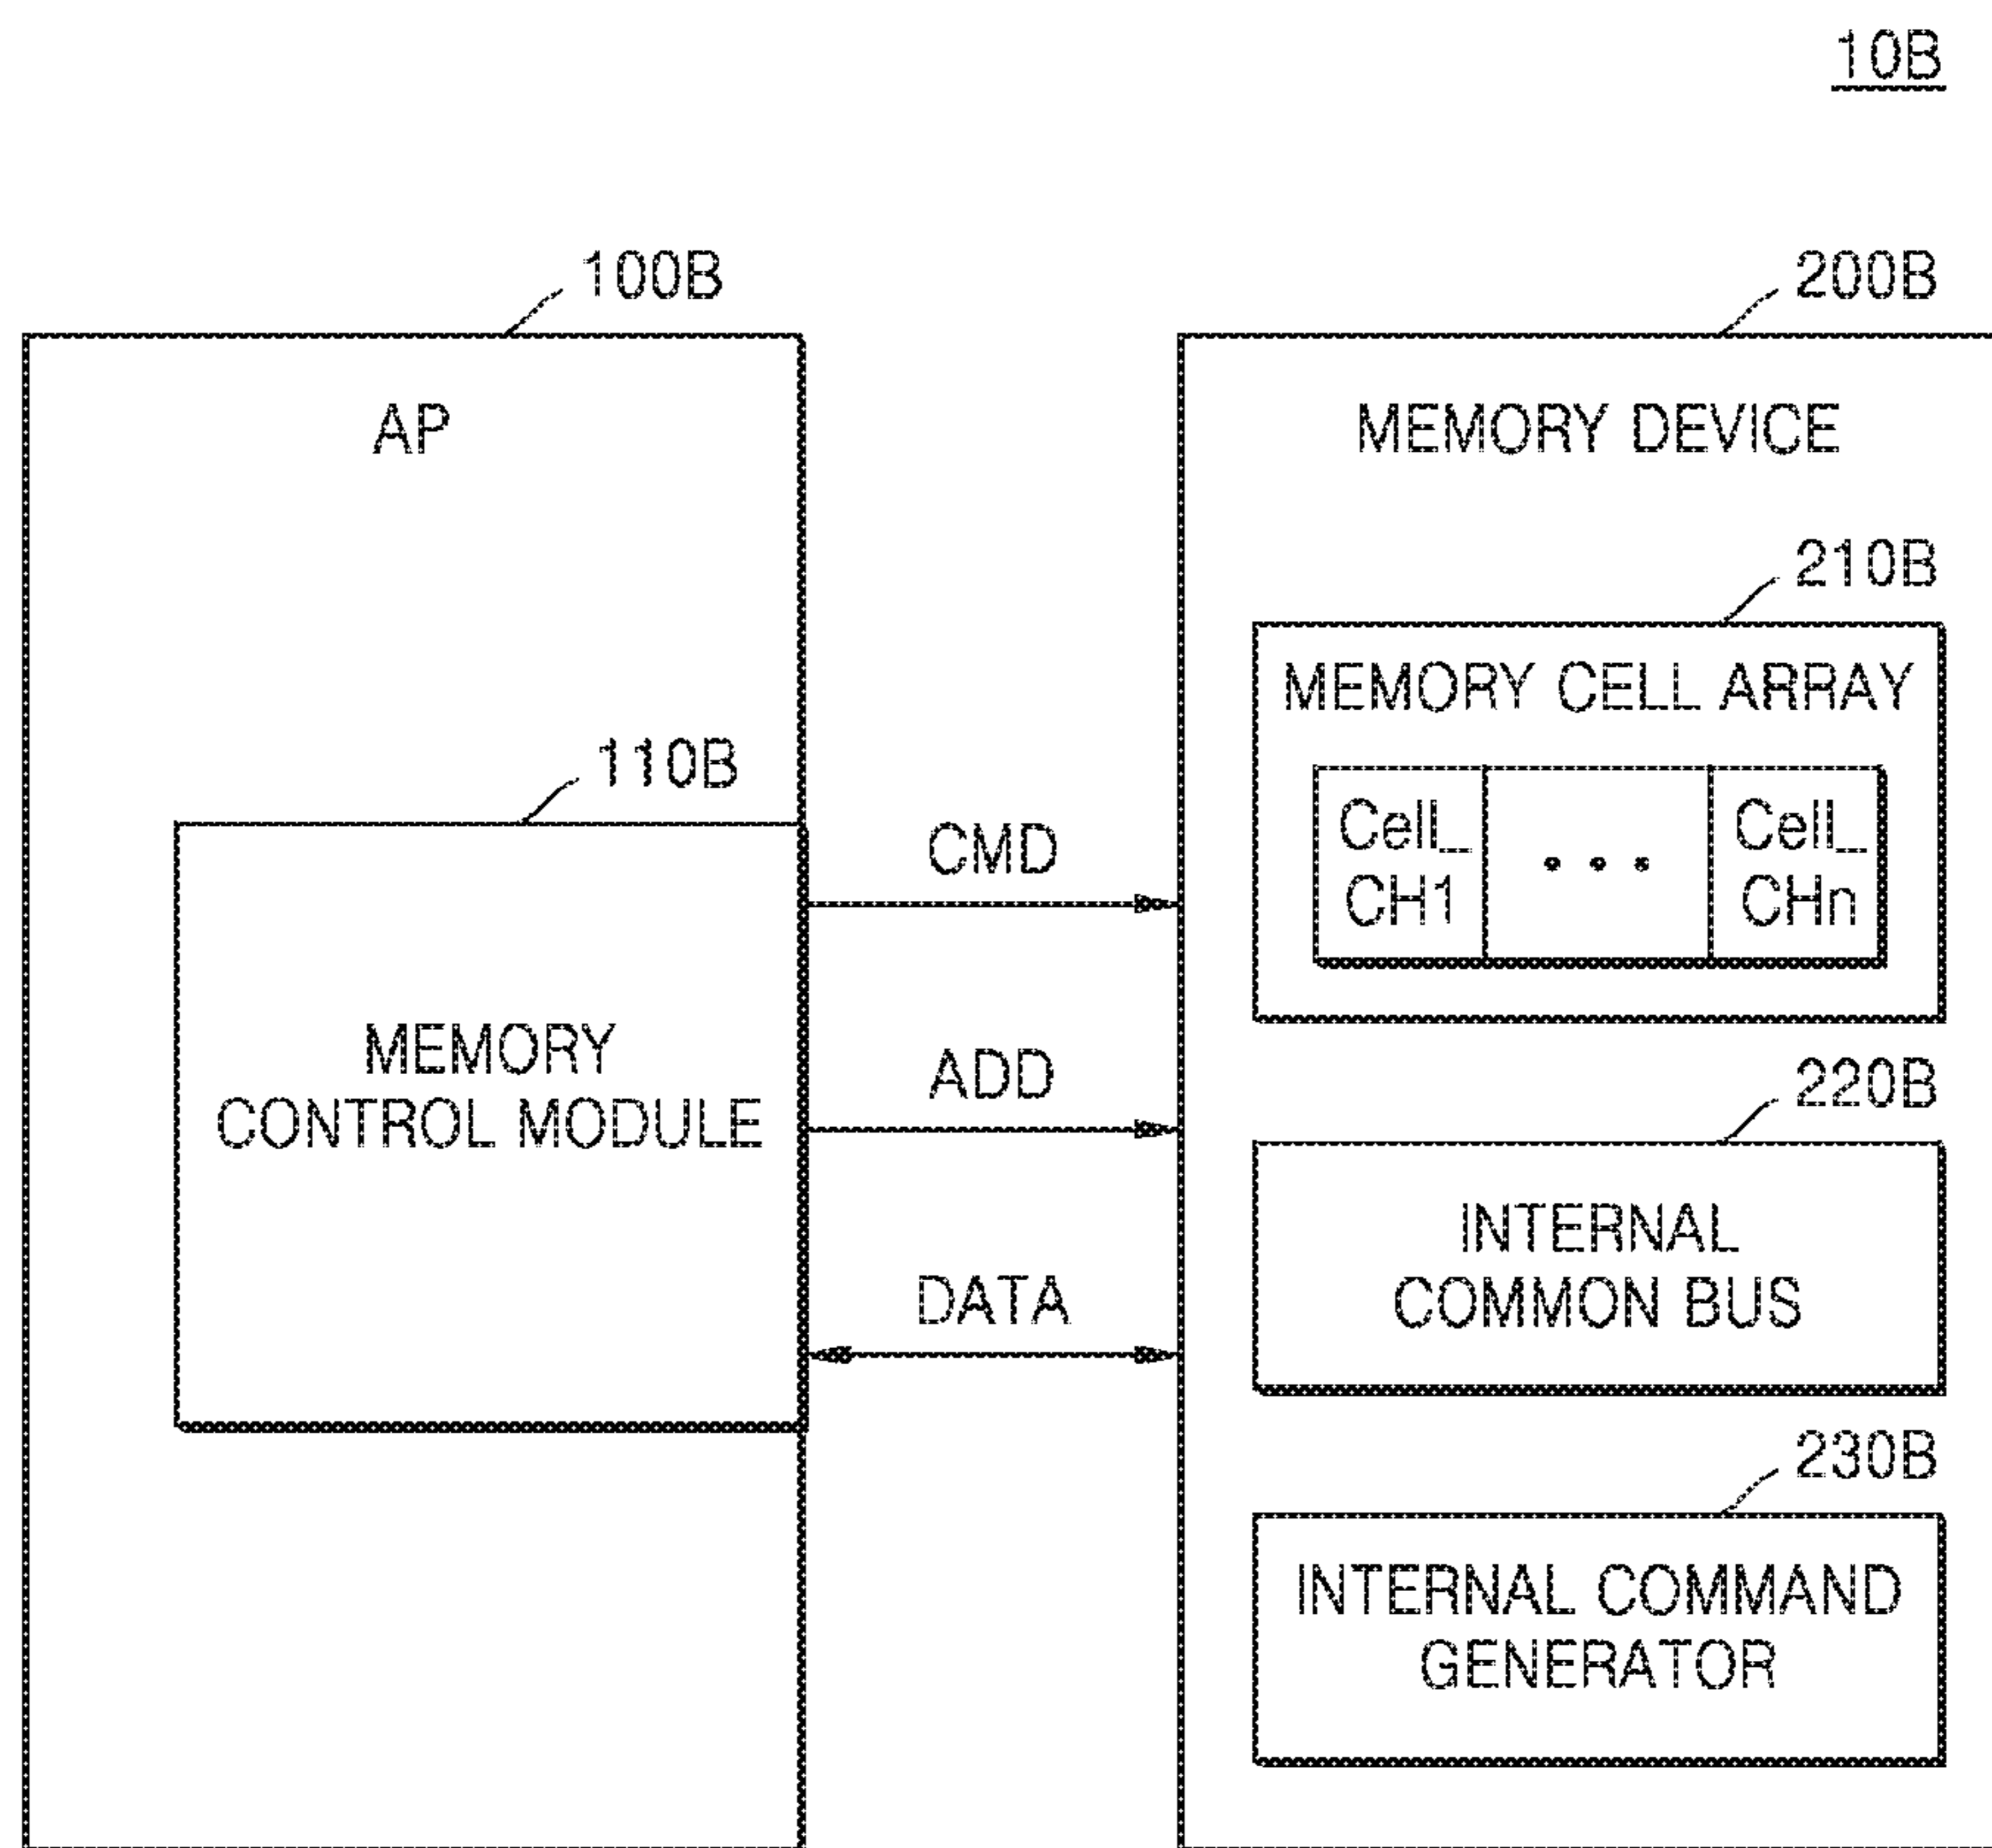 10B
100B
AP
110B
MEMORY
CONTROL MODULE
CMD
ADD
DATA
200B
MEMORY DEVICE
210B
MEMORY CELL ARRAY
Cell_
CH1
• • •
Cell_
CHn
220B
INTERNAL
COMMON BUS
230B
INTERNAL COMMAND
GENERATOR